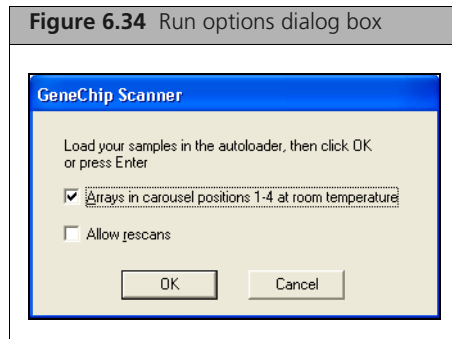 Figure 6.34 Run options dialog box
GeneChip Scanner
Load your samples in the autoloader, then click OK
or press Enter
Arrays in carousel positions 1-4 at room temperature
Allow rescans
OK Cancel